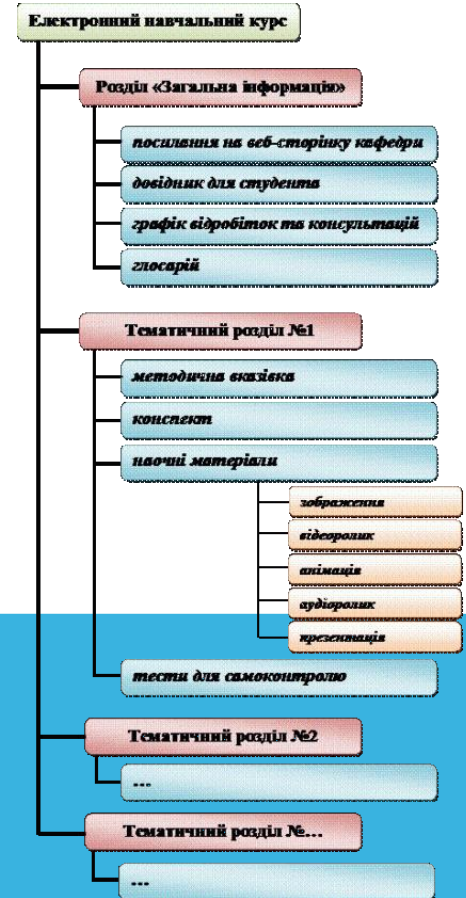 Електронний навчальний курс
Розділ «Загальна інформація»
посилання на веб-сторінку кафедри
довідник для студента
графік відробіток та консультацій
глосарій
Тематичний розділ №1
методична вказівка
конспект
наочні матеріали
зображення
відеоролик
анімація
аудіоролик
презентація
тести для самоконтролю
Тематичний розділ №2
...
Тематичний розділ №...
...